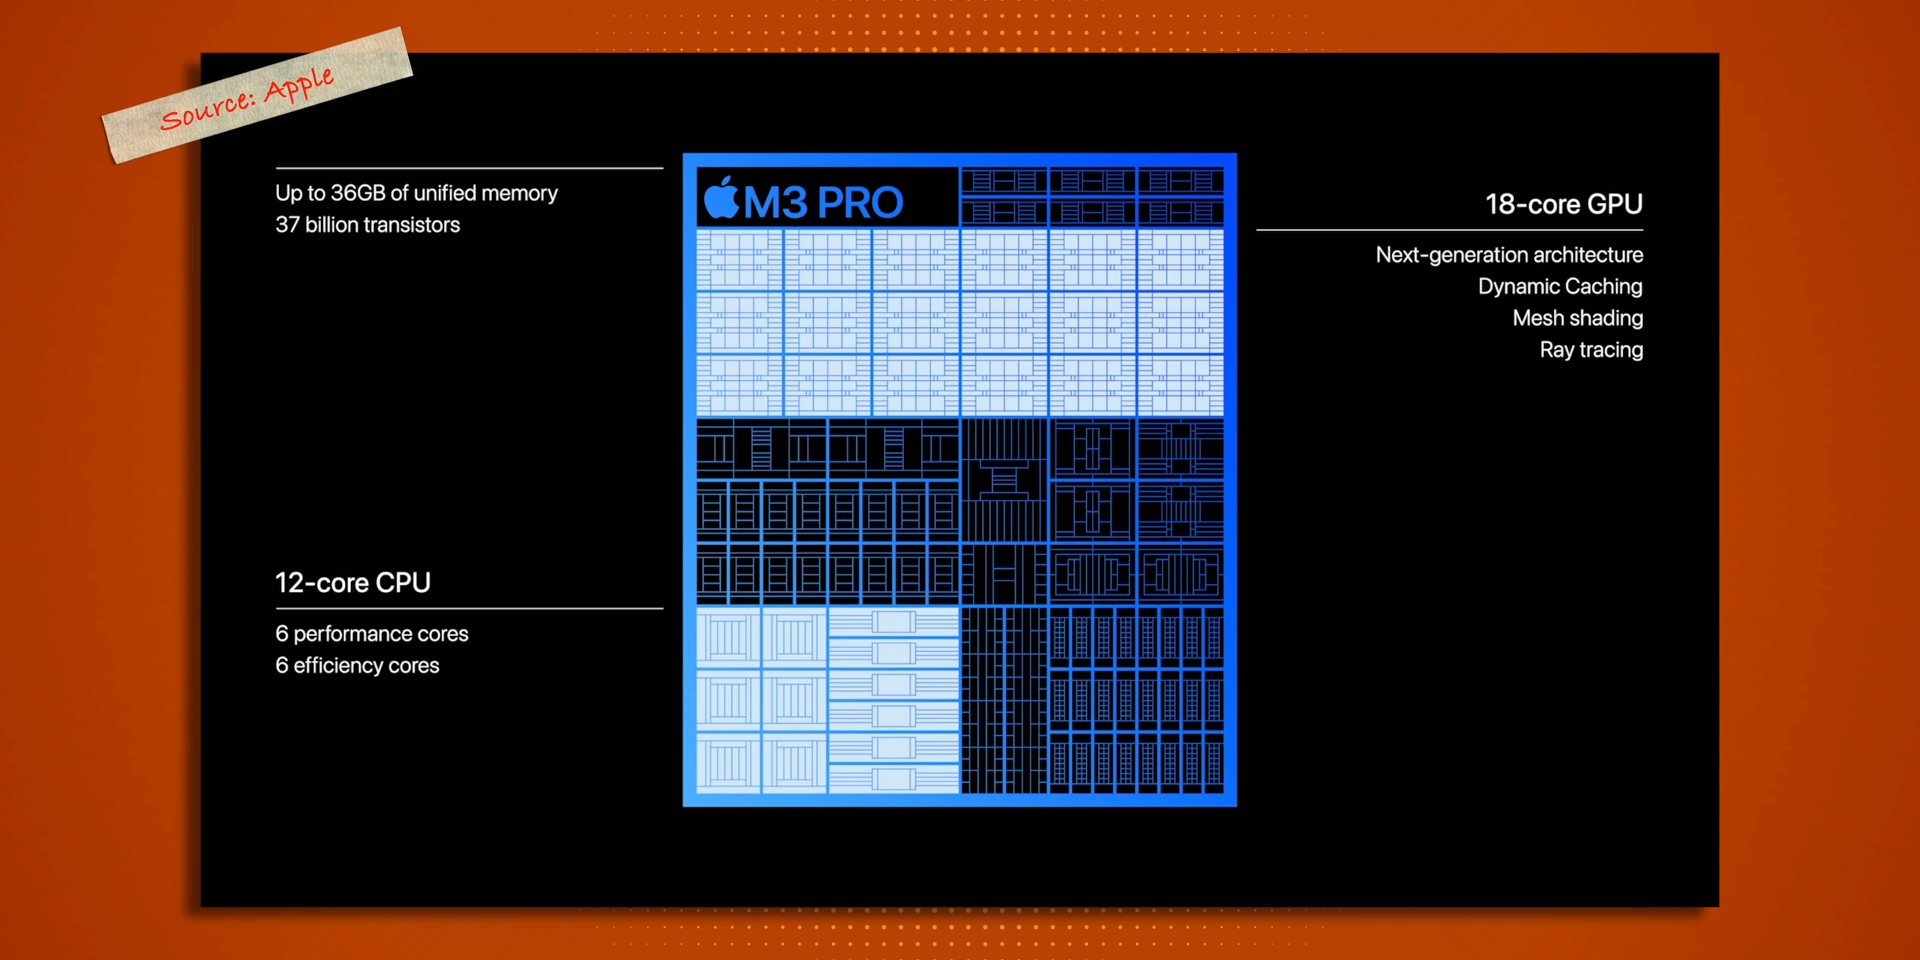 Source: Apple
Up to 36GB of unified memory
37 billion transistors
M3 PRO
18-core GPU
Next-generation architecture
Dynamic Caching
Mesh shading
Ray tracing
12-core CPU
6 performance cores
6 efficiency cores